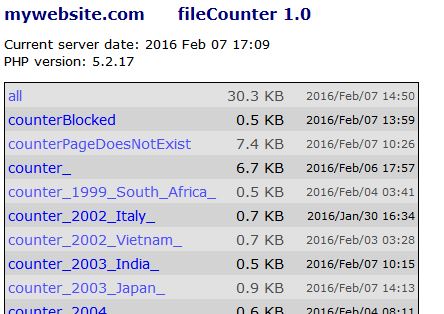 mywebsite.com fileCounter 1.0
Current server date: 2016 Feb 07 17:09
PHP version: 5.2.17
all 30.3 KB 2016/Feb/07 14:50
counterBlocked 0.5 KB 2016/Feb/07 13:59
counterPageDoesNotExist 7.4 KB 2016/Feb/07 10:26
counter_ 6.7 KB 2016/Feb/06 17:57
counter_1999_South_Africa_ 0.5 KB 2016/Feb/04 03:41
counter_2002_Italy_ 0.7 KB 2016/Jan/30 16:34
counter_2002_Vietnam_ 0.7 KB 2016/Feb/03 03:28
counter_2003_India_ 0.5 KB 2016/Feb/07 10:15
counter_2003_Japan_ 0.9 KB 2016/Feb/07 14:13
counter_2004 0.6 KB 2016/Feb/04 08:11